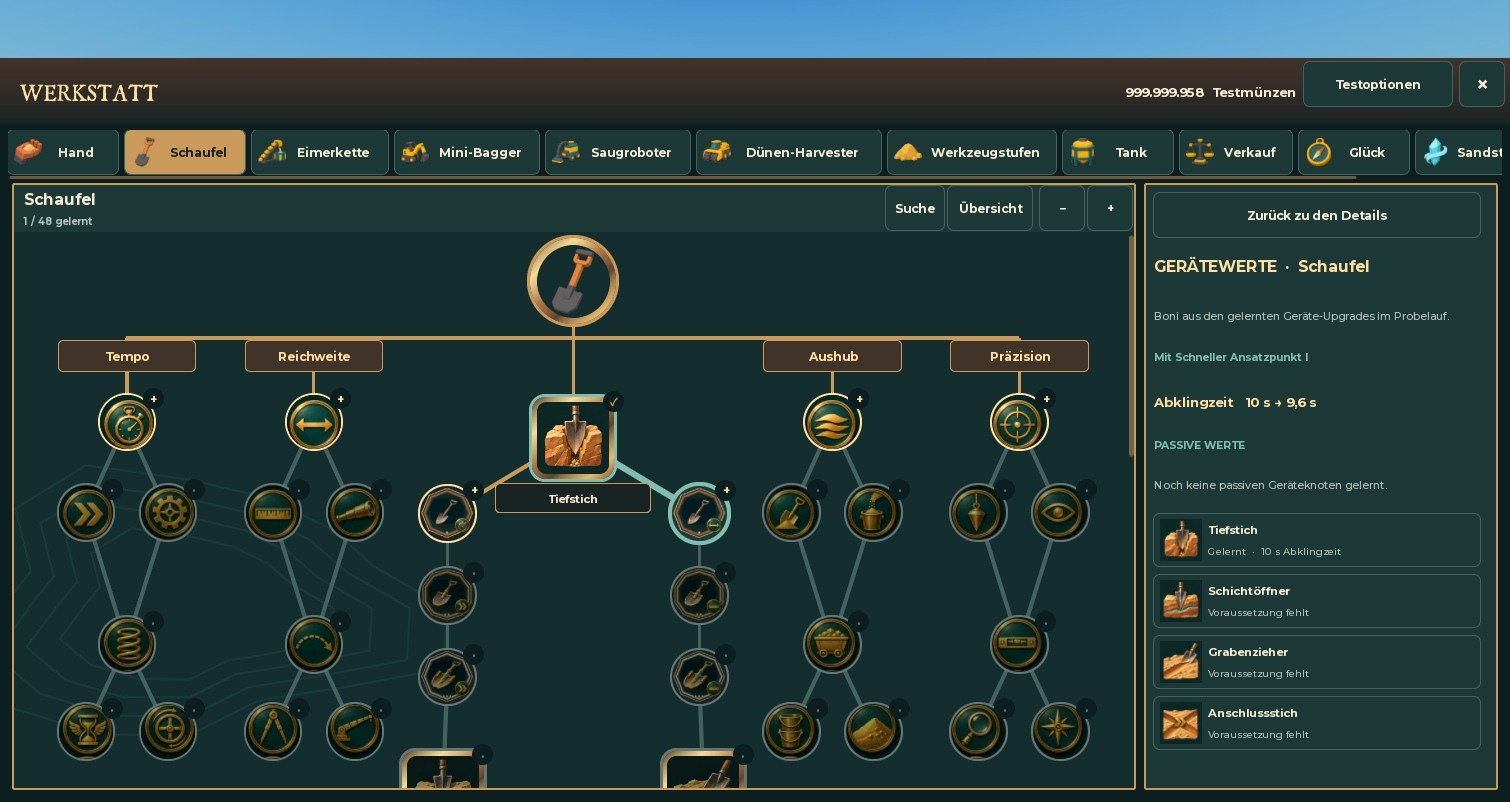 WERKSTATT
999.999.958 Testmünzen
Testoptionen
×
Hand
Schaufel
Eimerkette
Mini-Bagger
Saugroboter
Dünen-Harvester
Werkzeugstufen
Tank
Verkauf
Glück
Sandst
Schaufel
1 / 48 gelernt
Suche
Übersicht
–
+
Tempo
Reichweite
Aushub
Präzision
Tiefstich
Zurück zu den Details
GERÄTEWERTE · Schaufel
Boni aus den gelernten Geräte-Upgrades im Probelauf.
Mit Schneller Ansatzpunkt I
Abklingzeit 10 s → 9,6 s
PASSIVE WERTE
Noch keine passiven Geräteknoten gelernt.
Tiefstich
Gelernt · 10 s Abklingzeit
Schichtöffner
Voraussetzung fehlt
Grabenzieher
Voraussetzung fehlt
Anschlussstich
Voraussetzung fehlt